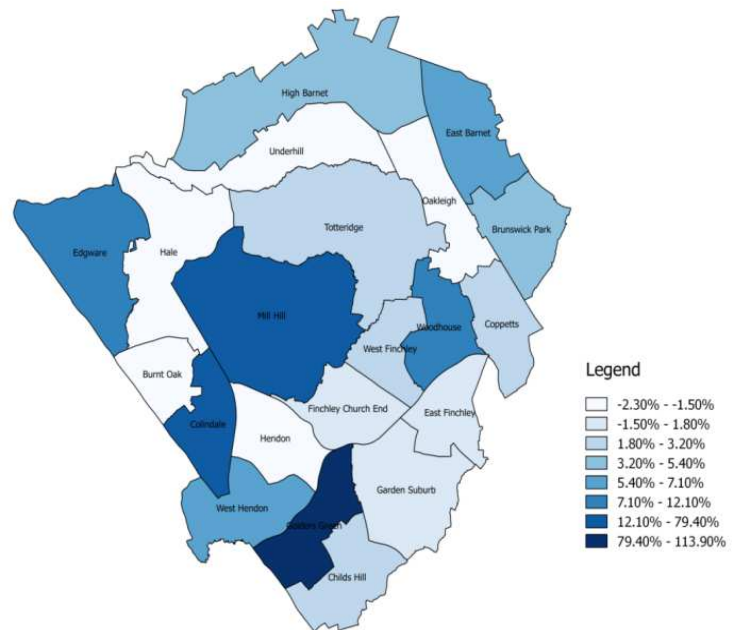 High Barnet
East Barnet
Underhill
Oakleigh
Totteridge
Brunswick Park
Edgware
Hale
Mill Hill
Woodhouse
Coppetts
West Finchley
Burnt Oak
Finchley Church End
East Finchley
Colindale
Hendon
Garden Suburb
West Hendon
Golders Green
Childs Hill
Legend
-2.30% - -1.50%
-1.50% - 1.80%
1.80% - 3.20%
3.20% - 5.40%
5.40% - 7.10%
7.10% - 12.10%
12.10% - 79.40%
79.40% - 113.90%